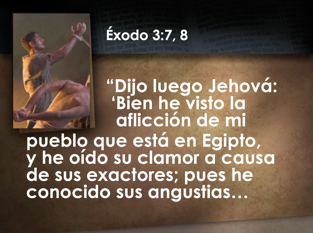 Éxodo 3:7, 8
“Dijo luego Jehová:
‘Bien he visto la
aflicción de mi
pueblo que está en Egipto,
y he oído su clamor a causa
de sus exactores; pues he
conocido sus angustias…